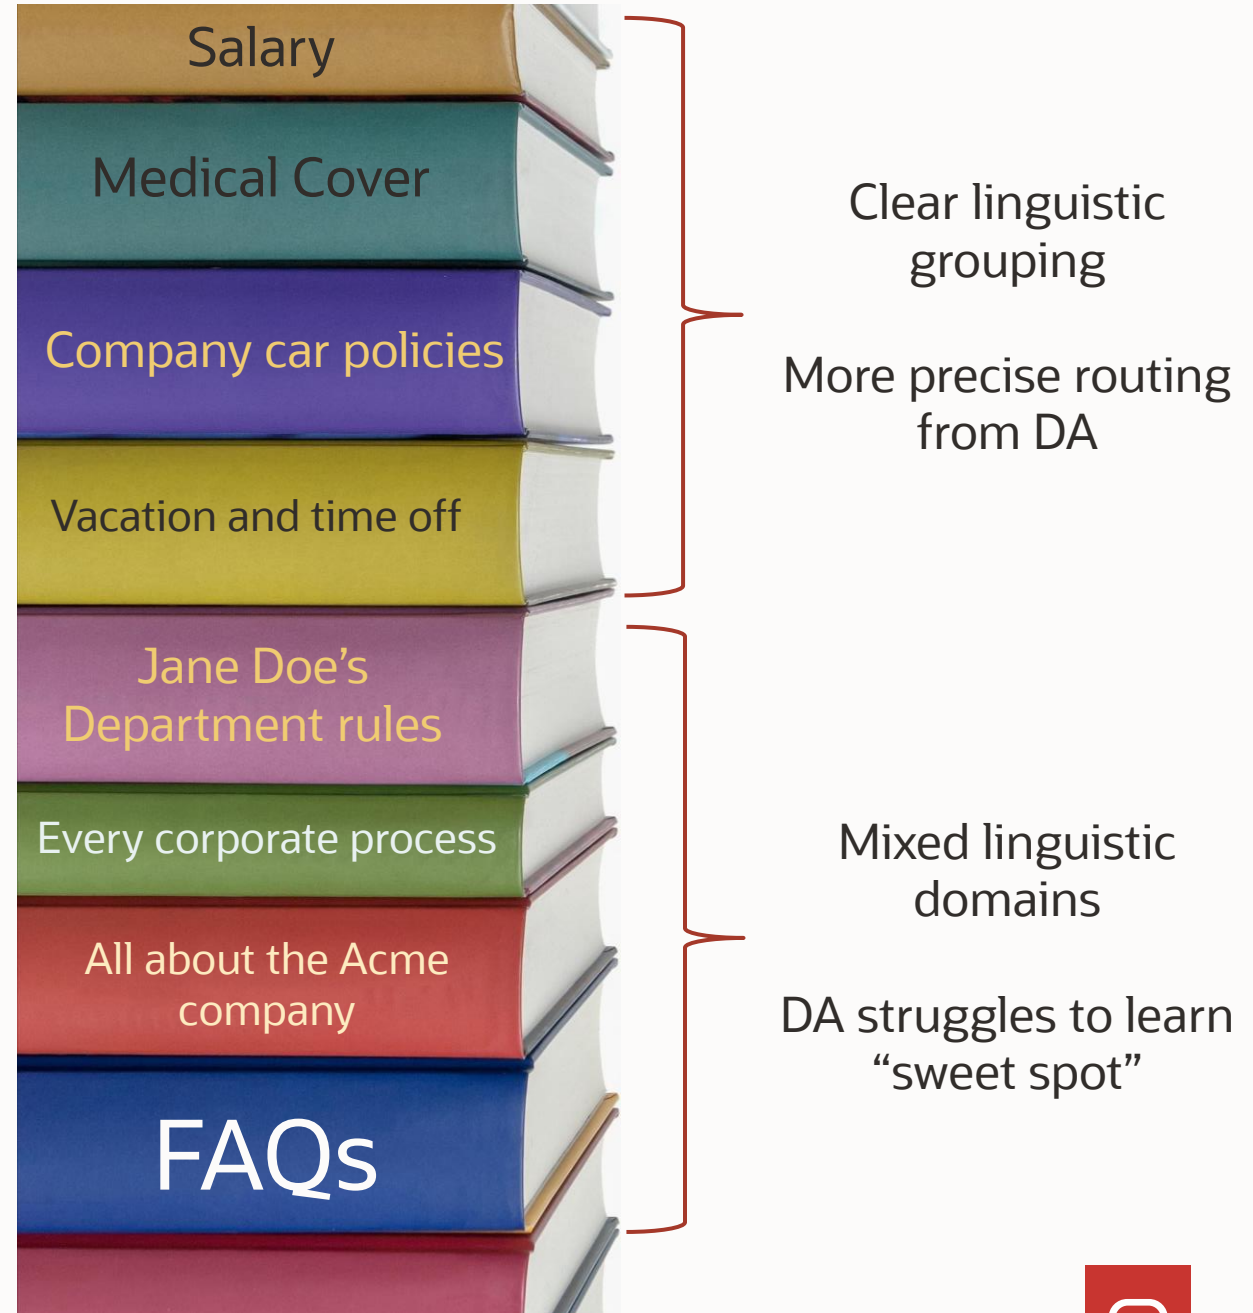 Salary
Medical Cover
Company car policies
Vacation and time off
Jane Doe’s
Department rules
Every corporate process
All about the Acme
company
FAQs
Clear linguistic
grouping
More precise routing
from DA
Mixed linguistic
domains
DA struggles to learn
“sweet spot”